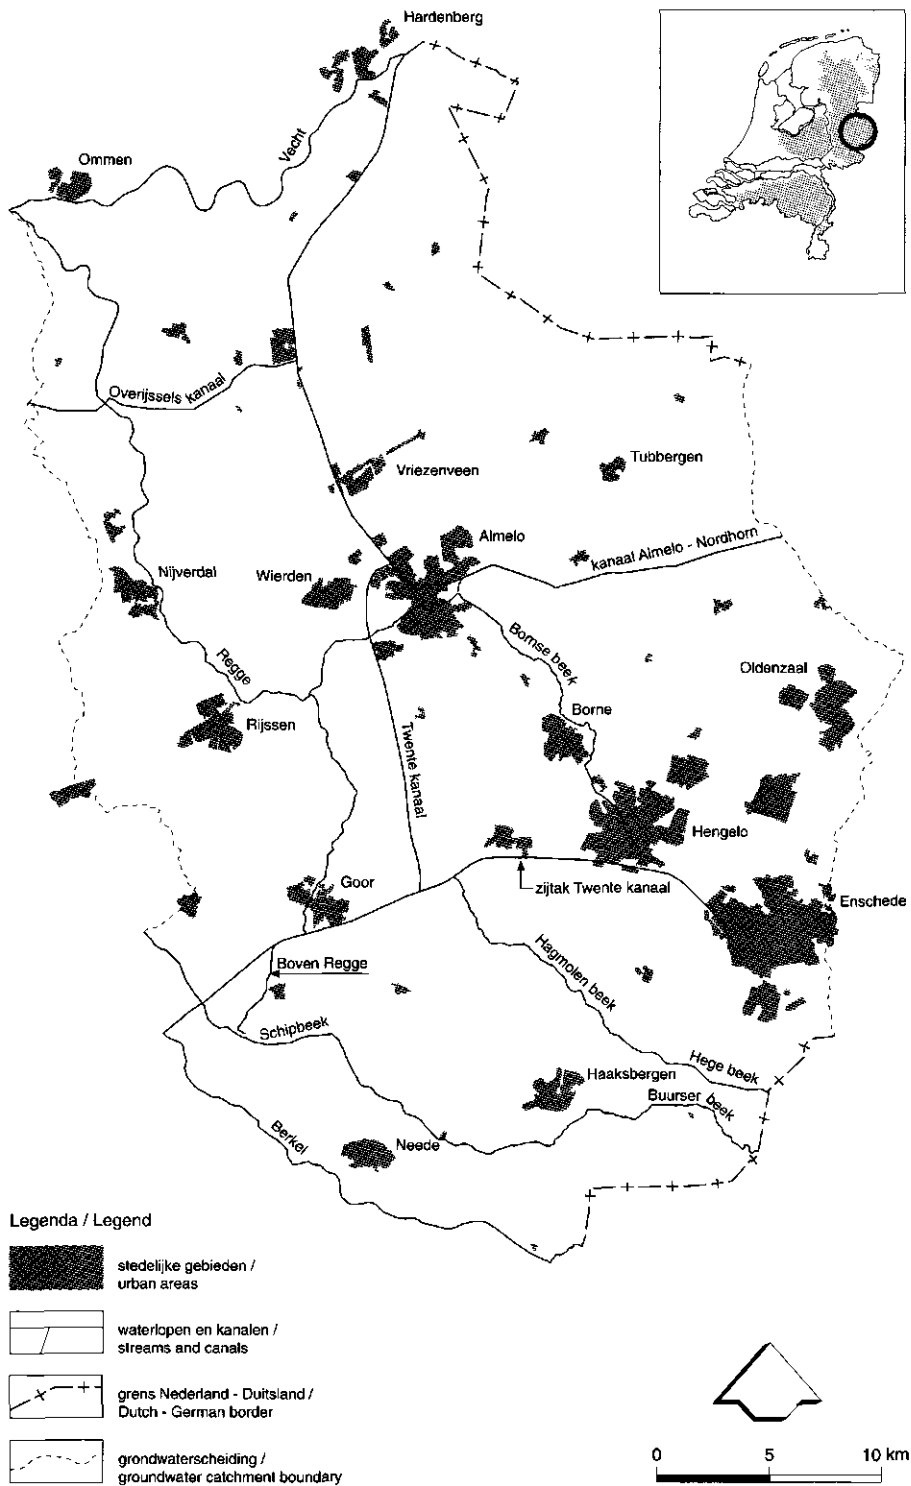 Hardenberg
Vecht
Ommen
Overijssels kanaal
Vriezenveen
Tubbergen
Almelo
kanaal Almelo - Nordhorn
Nijverdal
Wierden
Bornse beek
Regge
Oldenzaal
Borne
Rijssen
Twente kanaal
Hengelo
Goor
zijtak Twente kanaal
Enschede
Hagmolen beek
Boven Regge
Schipbeek
Hege beek
Haaksbergen
Buurser beek
Berkel
Neede
Legenda / Legend
stedelijke gebieden /
urban areas
waterlopen en kanalen /
streams and canals
grens Nederland - Duitsland /
Dutch - German border
grondwaterscheiding /
groundwater catchment boundary
0 5 10 km